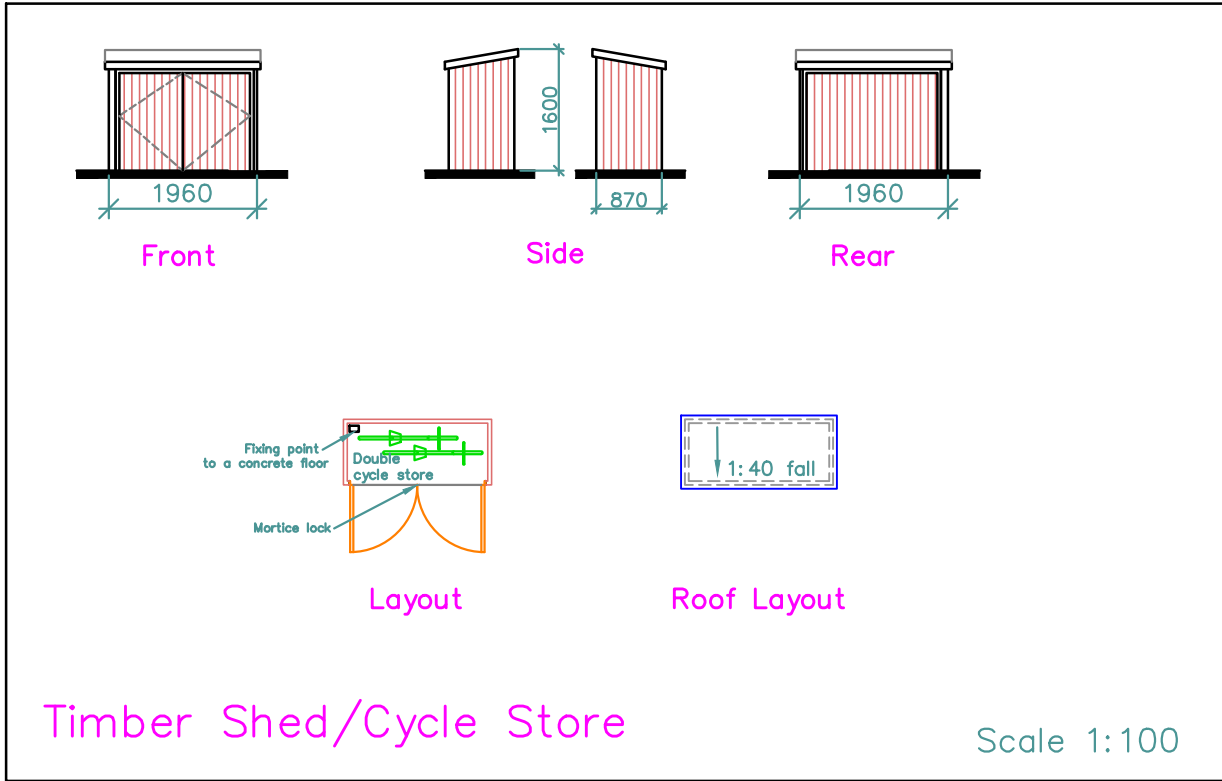 1600
1960
870
1960
Front
Side
Rear
Fixing point
to a concrete floor
Double
cycle store
Mortice lock
1:40 fall
Layout
Roof Layout
Timber Shed/Cycle Store
Scale 1:100